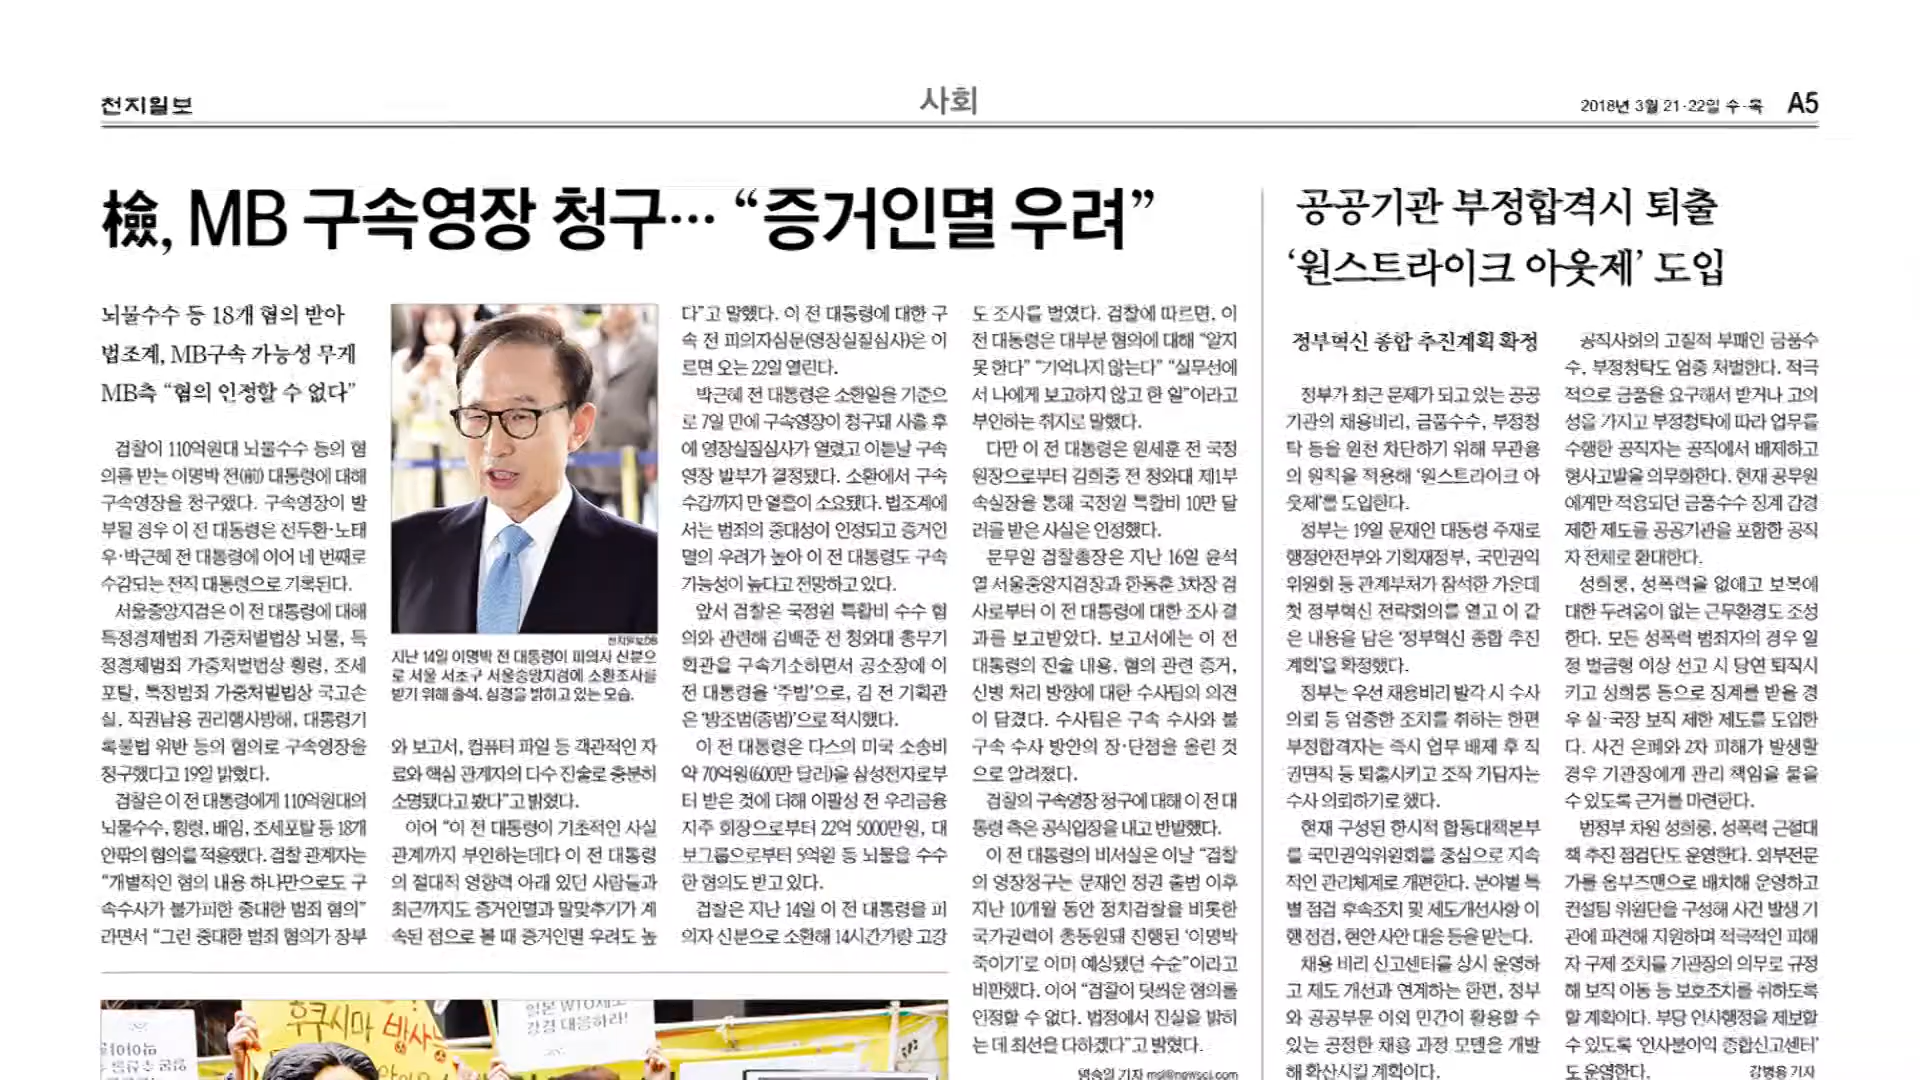 천지일보
사회
2018년 3월 21·22일 수·목 A5
檢, MB 구속영장 청구… “증거인멸 우려”
뇌물수수 등 18개 혐의 받아
법조계, MB구속 가능성 무게
MB측 “혐의 인정할 수 없다”
검찰이 110억원대 뇌물수수 등의 혐
의를 받는 이명박 전(前) 대통령에 대해
구속영장을 청구했다. 구속영장이 발
부될 경우 이 전 대통령은 전두환·노태
우·박근혜 전 대통령에 이어 네 번째로
수감되는 전직 대통령으로 기록된다.
서울중앙지검은 이 전 대통령에 대해
특정경제범죄 가중처벌법상 뇌물, 특
정경제범죄 가중처벌법상 횡령, 조세
포탈, 특정범죄 가중처벌법상 국고손
실, 직권남용 권리행사방해, 대통령기
록물법 위반 등의 혐의로 구속영장을
청구했다고 19일 밝혔다.
검찰은 이 전 대통령에게 110억원대의
뇌물수수, 횡령, 배임, 조세포탈 등 18개
안팎의 혐의를 적용했다. 검찰 관계자는
“개별적인 혐의 내용 하나만으로도 구
속수사가 불가피한 중대한 범죄 혐의”
라면서 “그런 중대한 범죄 혐의가 장부
천지일보DB
지난 14일 이명박 전 대통령이 피의자 신분으
로 서울 서초구 서울중앙지검에 소환조사를
받기 위해 출석, 심경을 밝히고 있는 모습.
와 보고서, 컴퓨터 파일 등 객관적인 자
료와 핵심 관계자의 다수 진술로 충분히
소명됐다고 봤다”고 밝혔다.
이어 “이 전 대통령이 기초적인 사실
관계까지 부인하는데다 이 전 대통령
의 절대적 영향력 아래 있던 사람들과
최근까지도 증거인멸과 말맞추기가 계
속된 점으로 볼 때 증거인멸 우려도 높
다”고 말했다. 이 전 대통령에 대한 구
속 전 피의자심문(영장실질심사)은 이
르면 오는 22일 열린다.
박근혜 전 대통령은 소환일을 기준으
로 7일 만에 구속영장이 청구돼 사흘 후
에 영장실질심사가 열렸고 이튿날 구속
영장 발부가 결정됐다. 소환에서 구속
수감까지 만 열흘이 소요됐다. 법조계에
서는 범죄의 중대성이 인정되고 증거인
멸의 우려가 높아 이 전 대통령도 구속
가능성이 높다고 전망하고 있다.
앞서 검찰은 국정원 특활비 수수 혐
의와 관련해 김백준 전 청와대 총무기
획관을 구속기소하면서 공소장에 이
전 대통령을 ‘주범’으로, 김 전 기획관
은 ‘방조범(종범)’으로 적시했다.
이 전 대통령은 다스의 미국 소송비
약 70억원(600만 달러)을 삼성전자로부
터 받은 것에 더해 이팔성 전 우리금융
지주 회장으로부터 22억 5000만원, 대
보그룹으로부터 5억원 등 뇌물을 수수
한 혐의도 받고 있다.
검찰은 지난 14일 이 전 대통령을 피
의자 신분으로 소환해 14시간가량 고강
도 조사를 벌였다. 검찰에 따르면, 이
전 대통령은 대부분 혐의에 대해 “알지
못 한다” “기억나지 않는다” “실무선에
서 나에게 보고하지 않고 한 일”이라고
부인하는 취지로 말했다.
다만 이 전 대통령은 원세훈 전 국정
원장으로부터 김희중 전 청와대 제1부
속실장을 통해 국정원 특활비 10만 달
러를 받은 사실은 인정했다.
문무일 검찰총장은 지난 16일 윤석
열 서울중앙지검장과 한동훈 3차장 검
사로부터 이 전 대통령에 대한 조사 결
과를 보고받았다. 보고서에는 이 전
대통령의 진술 내용, 혐의 관련 증거,
신병 처리 방향에 대한 수사팀의 의견
이 담겼다. 수사팀은 구속 수사와 불
구속 수사 방안의 장·단점을 올린 것
으로 알려졌다.
검찰의 구속영장 청구에 대해 이 전 대
통령 측은 공식입장을 내고 반발했다.
이 전 대통령의 비서실은 이날 “검찰
의 영장청구는 문재인 정권 출범 이후
지난 10개월 동안 정치검찰을 비롯한
국가권력이 총동원돼 진행된 ‘이명박
죽이기’로 이미 예상됐던 수순”이라고
비판했다. 이어 “검찰이 덧씌운 혐의를
인정할 수 없다. 법정에서 진실을 밝히
는 데 최선을 다하겠다”고 밝혔다.
기자
공공기관 부정합격시 퇴출
‘원스트라이크 아웃제’ 도입
정부혁신 종합 추진계획 확정
정부가 최근 문제가 되고 있는 공공
기관의 채용비리, 금품수수, 부정청
탁 등을 원천 차단하기 위해 무관용
의 원칙을 적용해 ‘원스트라이크 아
웃제’를 도입한다.
정부는 19일 문재인 대통령 주재로
행정안전부와 기획재정부, 국민권익
위원회 등 관계부처가 참석한 가운데
첫 정부혁신 전략회의를 열고 이 같
은 내용을 담은 ‘정부혁신 종합 추진
계획’을 확정했다.
정부는 우선 채용비리 발각 시 수사
의뢰 등 엄중한 조치를 취하는 한편
부정합격자는 즉시 업무 배제 후 직
권면직 등 퇴출시키고 조작 가담자는
수사 의뢰하기로 했다.
현재 구성된 한시적 합동대책본부
를 국민권익위원회를 중심으로 지속
적인 관리체계로 개편한다. 분야별 특
별 점검 후속조치 및 제도개선사항 이
행 점검, 현안 사안 대응 등을 맡는다.
채용 비리 신고센터를 상시 운영하
고 제도 개선과 연계하는 한편, 정부
와 공공부문 이외 민간이 활용할 수
있는 공정한 채용 과정 모델을 개발
해 확산시킬 계획이다.
공직사회의 고질적 부패인 금품수
수, 부정청탁도 엄중 처벌한다. 적극
적으로 금품을 요구해서 받거나 고의
성을 가지고 부정청탁에 따라 업무를
수행한 공직자는 공직에서 배제하고
형사고발을 의무화한다. 현재 공무원
에게만 적용되던 금품수수 징계 감경
제한 제도를 공공기관을 포함한 공직
자 전체로 확대한다.
성희롱, 성폭력을 없애고 보복에
대한 두려움이 없는 근무환경도 조성
한다. 모든 성폭력 범죄자의 경우 일
정 벌금형 이상 선고 시 당연 퇴직시
키고 성희롱 등으로 징계를 받을 경
우 실·국장 보직 제한 제도를 도입한
다. 사건 은폐와 2차 피해가 발생할
경우 기관장에게 관리 책임을 물을
수 있도록 근거를 마련한다.
범정부 차원 성희롱, 성폭력 근절대
책 추진 점검단도 운영한다. 외부전문
가를 옴부즈맨으로 배치해 운영하고
컨설팅 위원단을 구성해 사건 발생 기
관에 파견해 지원하며 적극적인 피해
자 구제 조치를 기관장의 의무로 규정
해 보직 이동 등 보호조치를 취하도록
할 계획이다. 부당 인사행정을 제보할
수 있도록 ‘인사불이익 종합신고센터’
도 운영한다.
강병용 기자
후쿠시마 방사능
일본 WTO제소
강경 대응하라!